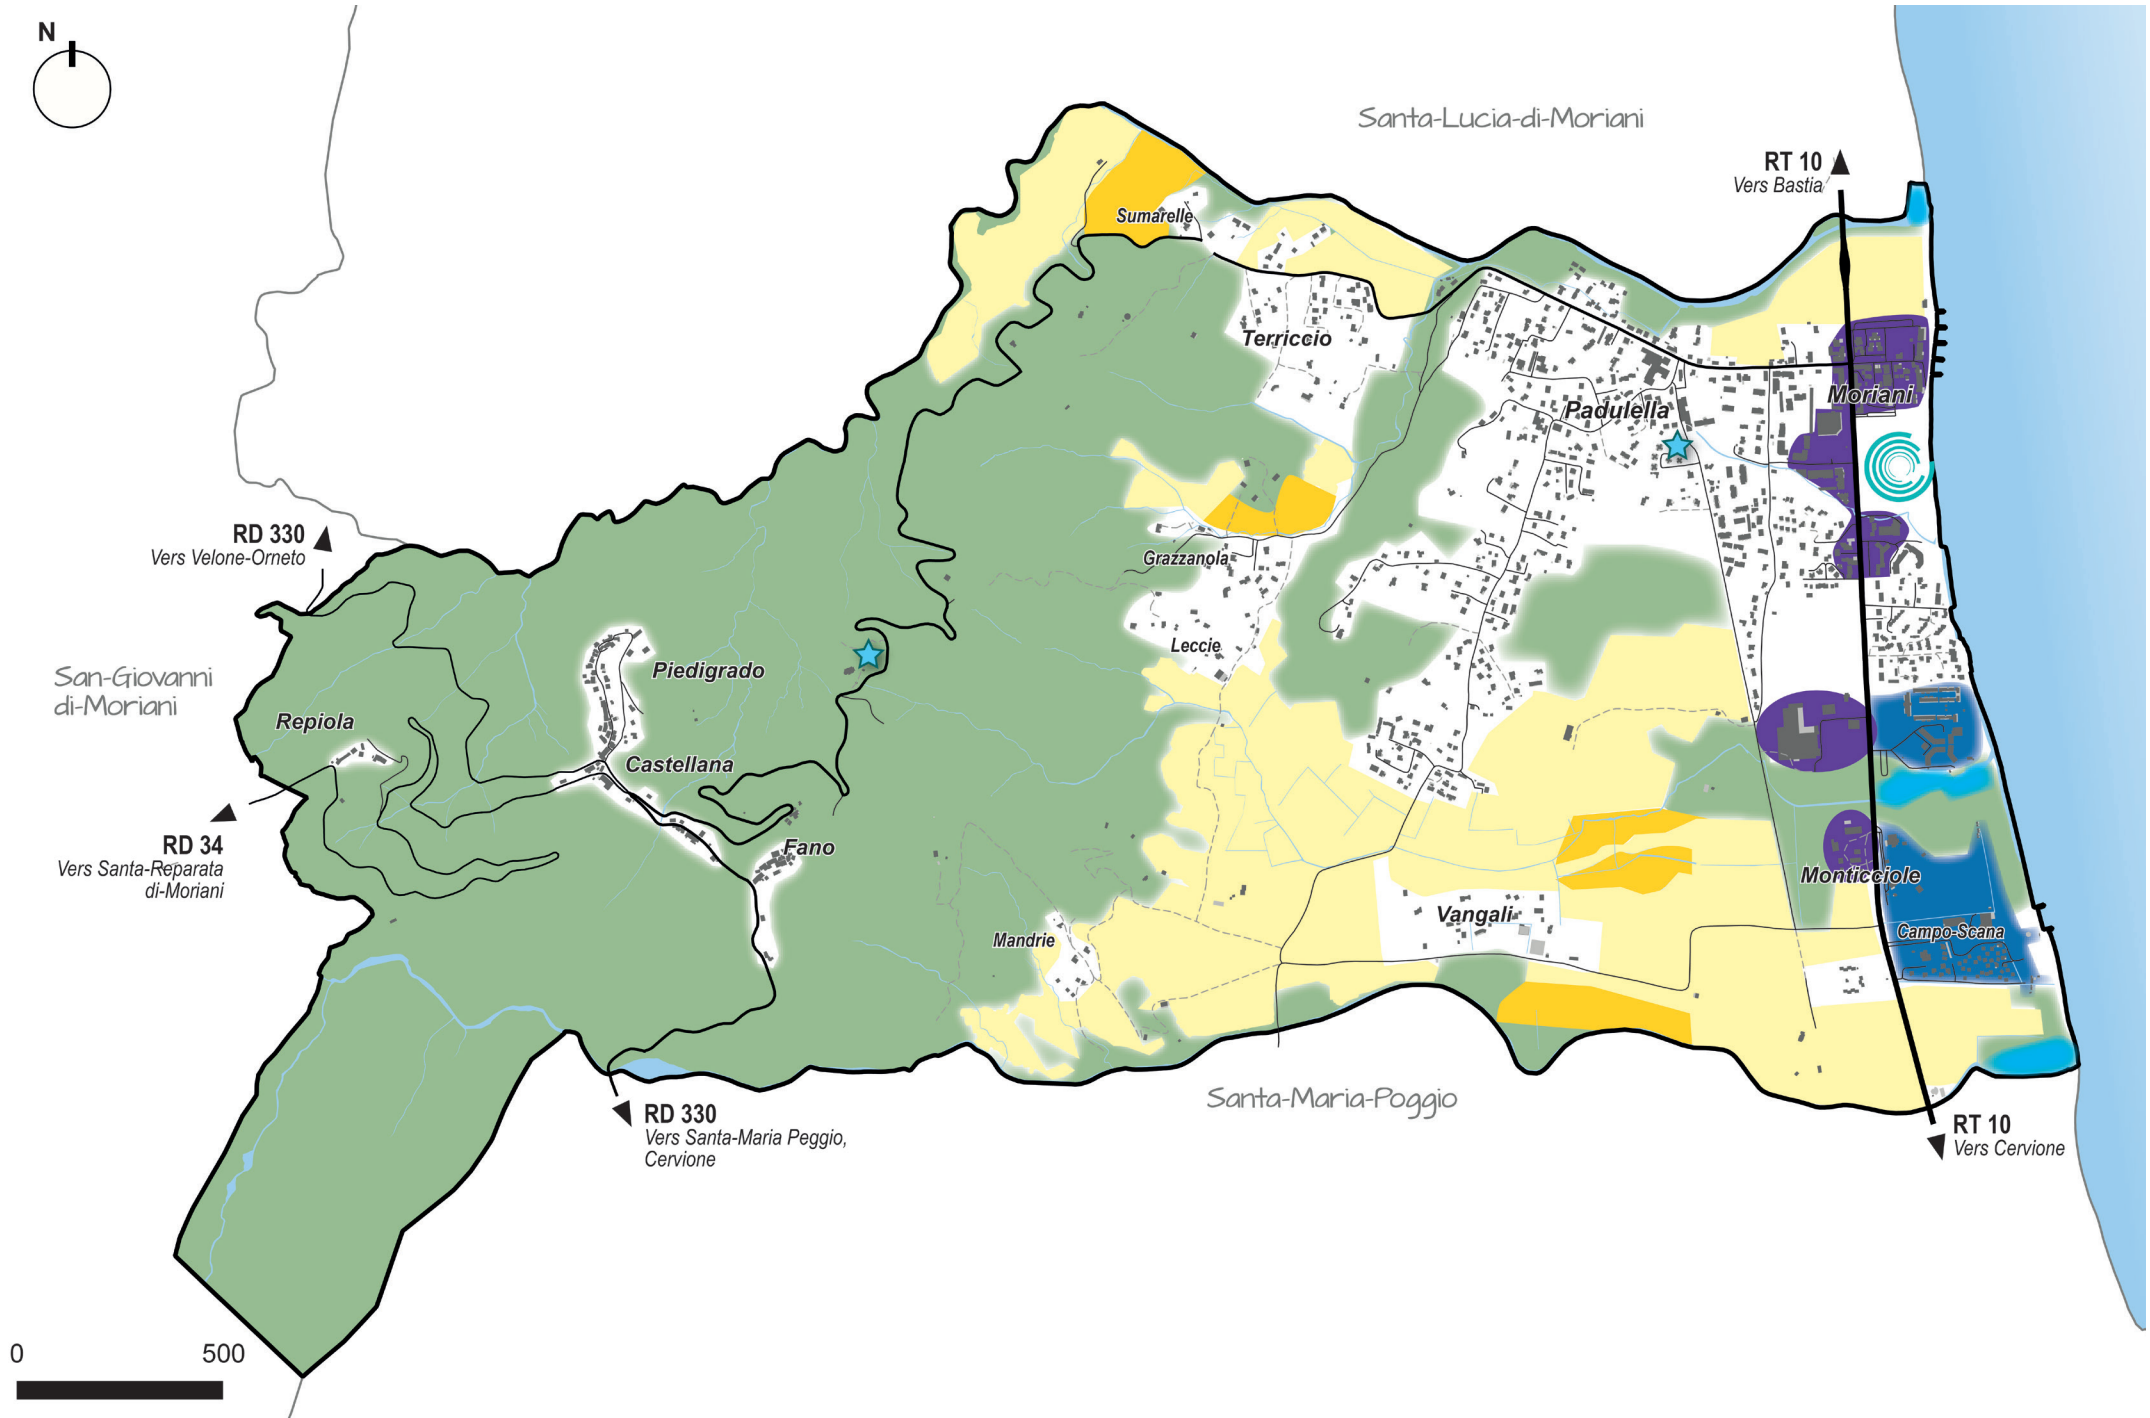 N
Santa-Lucia-di-Moriani
RT 10
Vers Bastia
Sumarelle
Terriccio
Moriani
Padulella
RD 330
Vers Velone-Orneto
Grazzanola
Leccie
San-Giovanni
di-Moriani
Piedigrado
Repiola
Castellana
RD 34
Vers Santa-Reparata
di-Moriani
Fano
Monticciole
Vangali
Campo-Scana
Mandrie
Santa-Maria-Poggio
RD 330
Vers Santa-Maria Peggio,
Cervione
RT 10
Vers Cervione
0 500